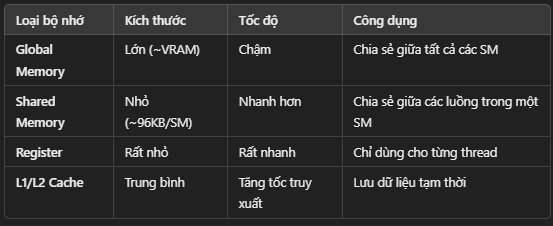 Loại bộ nhớ Kích thước Tốc độ Công dụng
Global Memory Lớn (~VRAM) Chậm Chia sẻ giữa tất cả các SM
Shared Memory Nhỏ (~96KB/SM) Nhanh hơn Chia sẻ giữa các luồng trong một SM
Register Rất nhỏ Rất nhanh Chỉ dùng cho từng thread
L1/L2 Cache Trung bình Tăng tốc truy xuất Lưu dữ liệu tạm thời